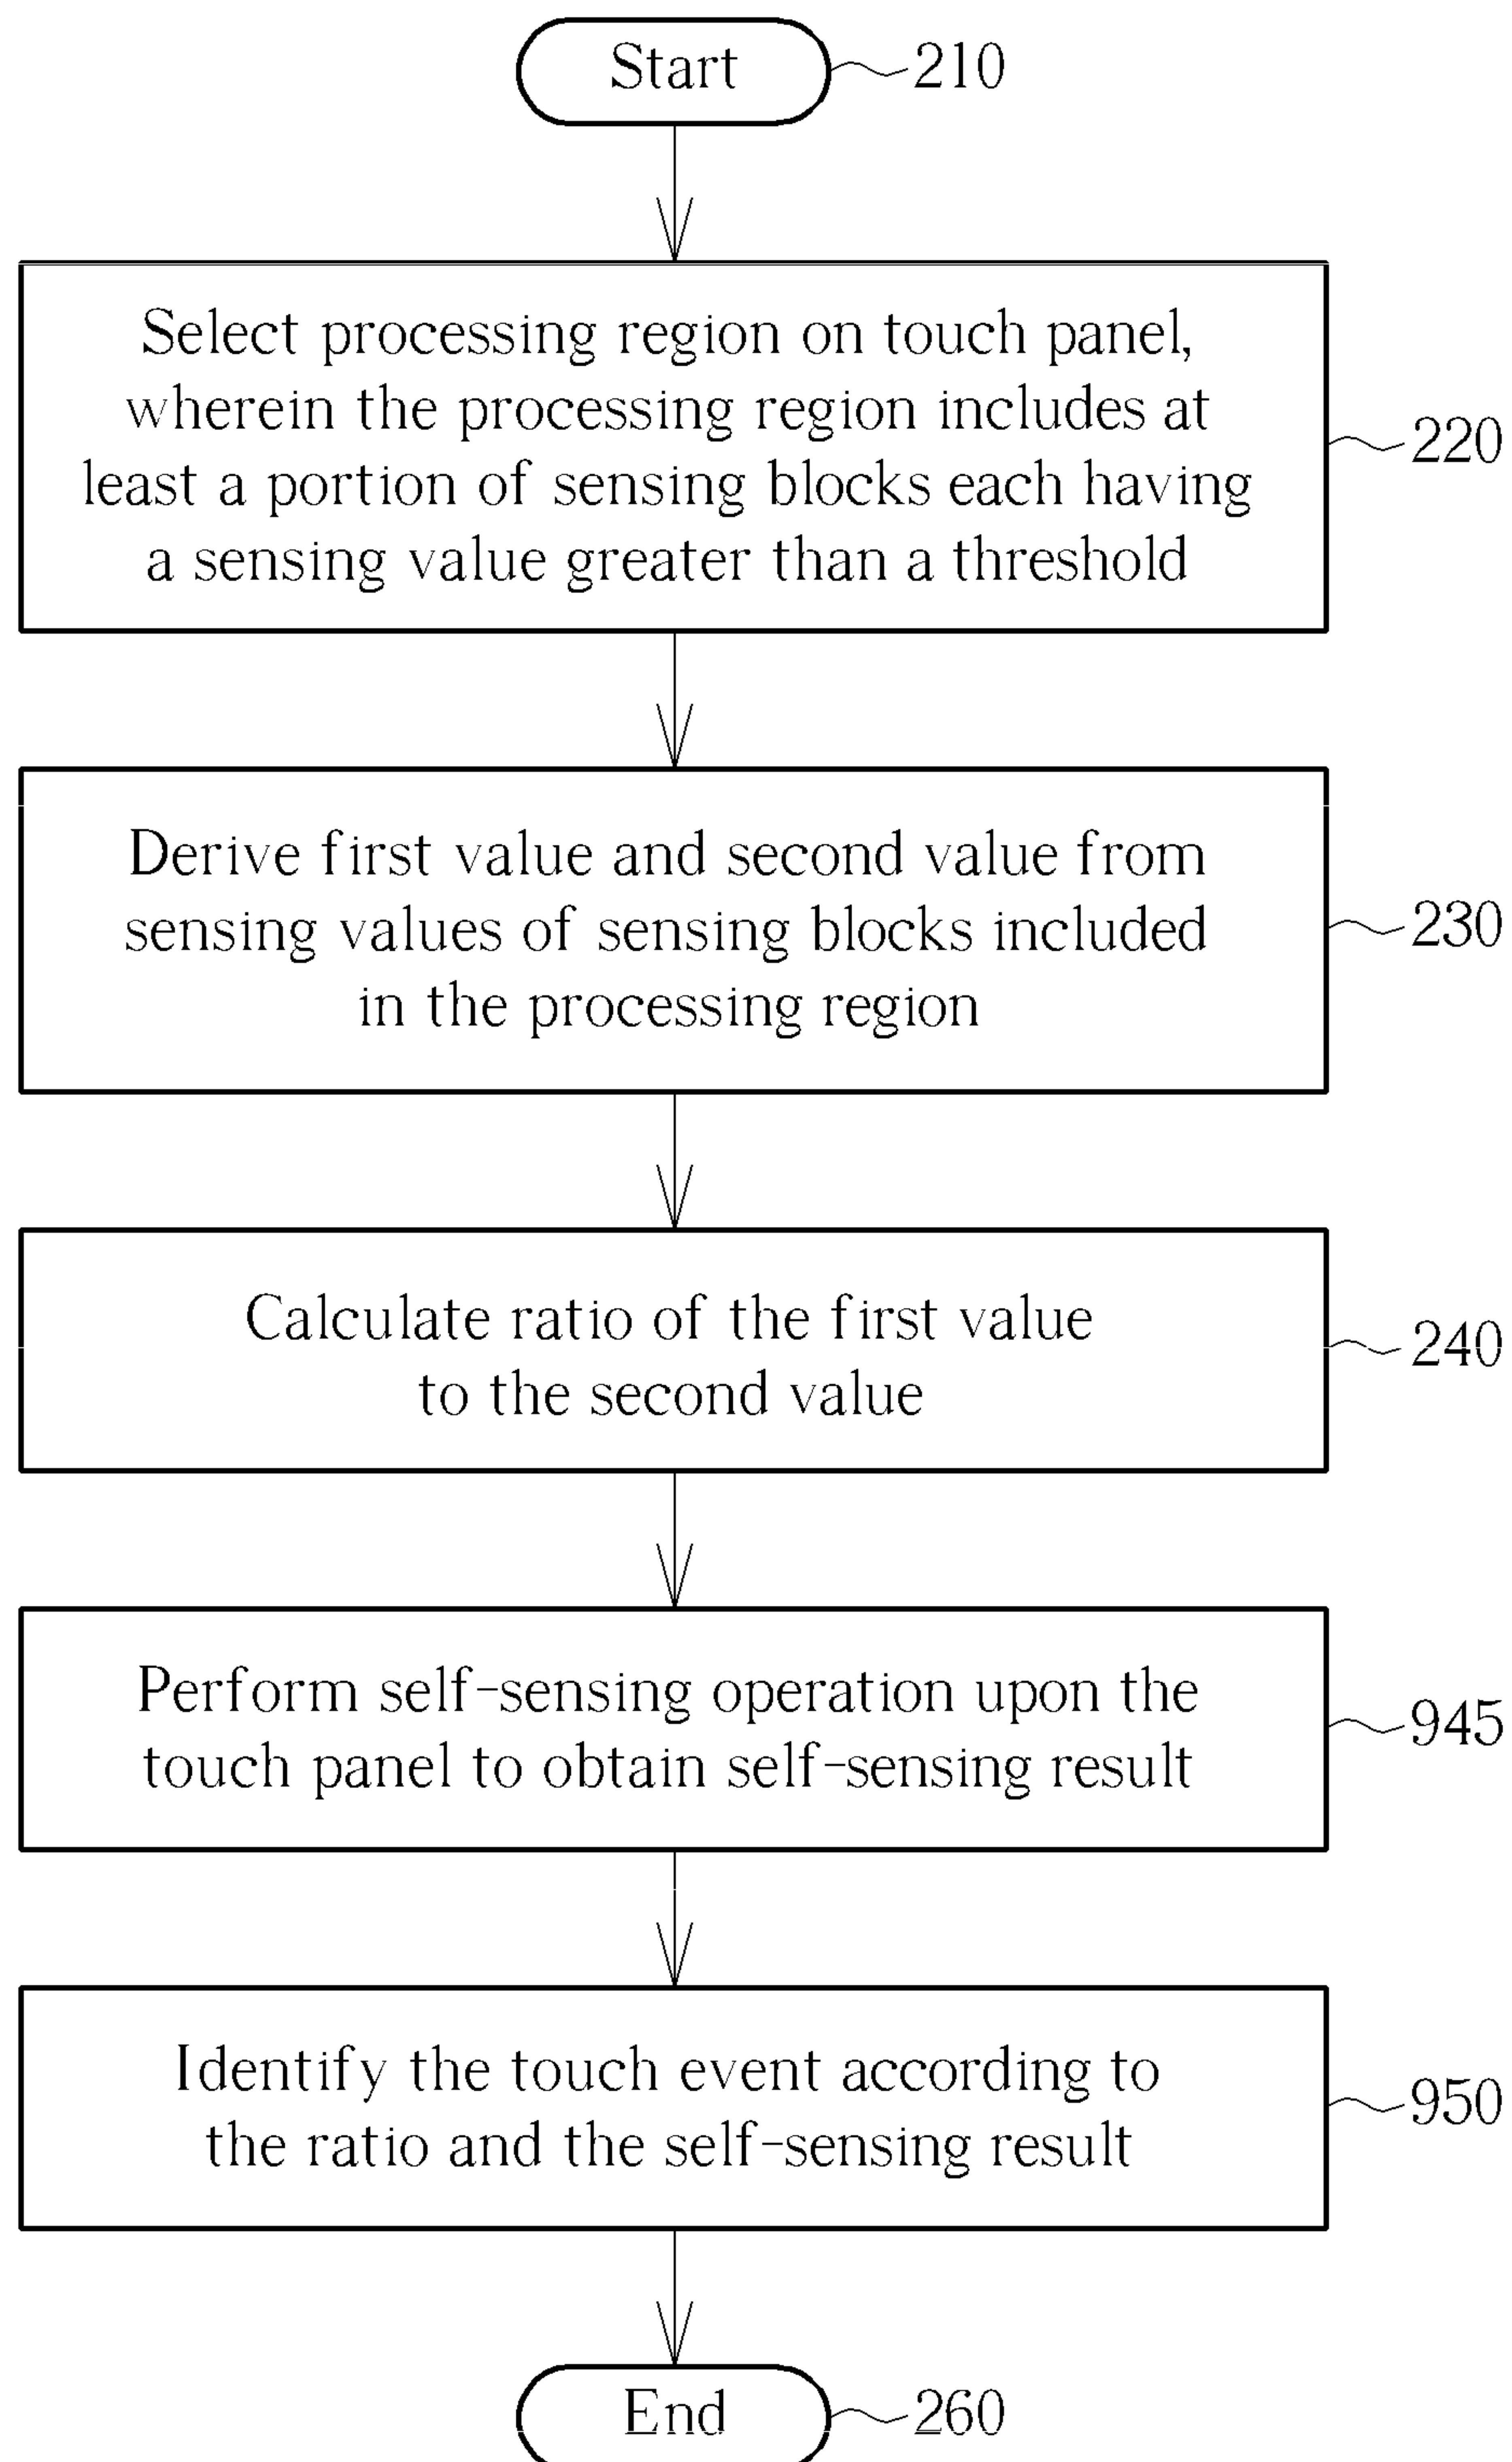 Start
210
Select processing region on touch panel,
wherein the processing region includes at
least a portion of sensing blocks each having
a sensing value greater than a threshold
220
Derive first value and second value from
sensing values of sensing blocks included
in the processing region
230
Calculate ratio of the first value
to the second value
240
Perform self-sensing operation upon the
touch panel to obtain self-sensing result
945
Identify the touch event according to
the ratio and the self-sensing result
950
End
260